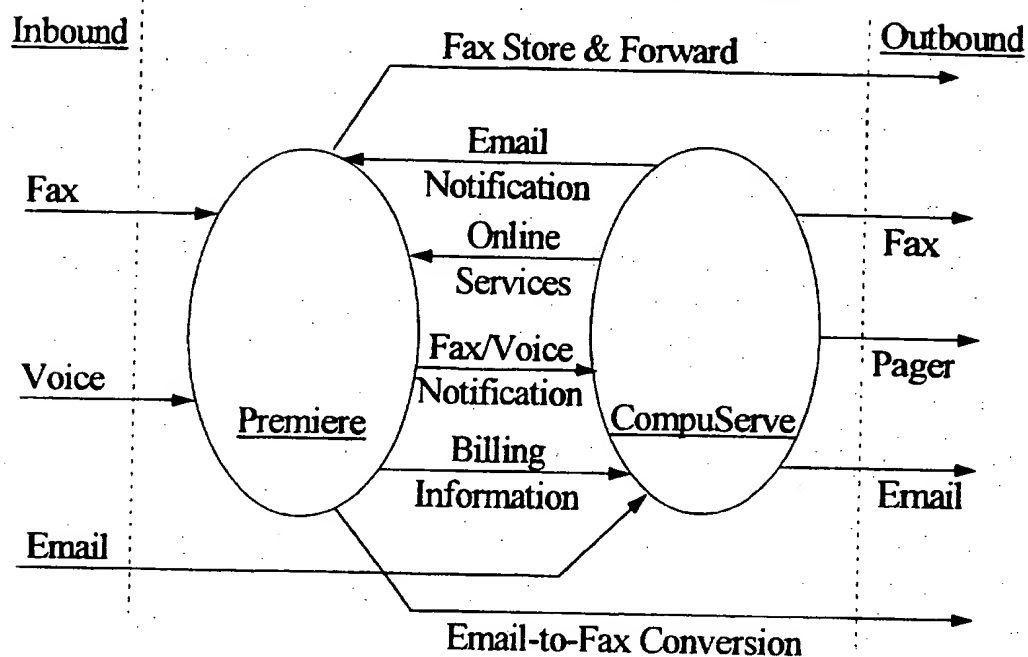 Inbound
Outbound
Fax Store & Forward
Email
Notification
Fax
Online
Services
Fax
Fax/Voice
Notification
Pager
Voice
Premiere
CompuServe
Billing
Information
Email
Email
Email-to-Fax Conversion